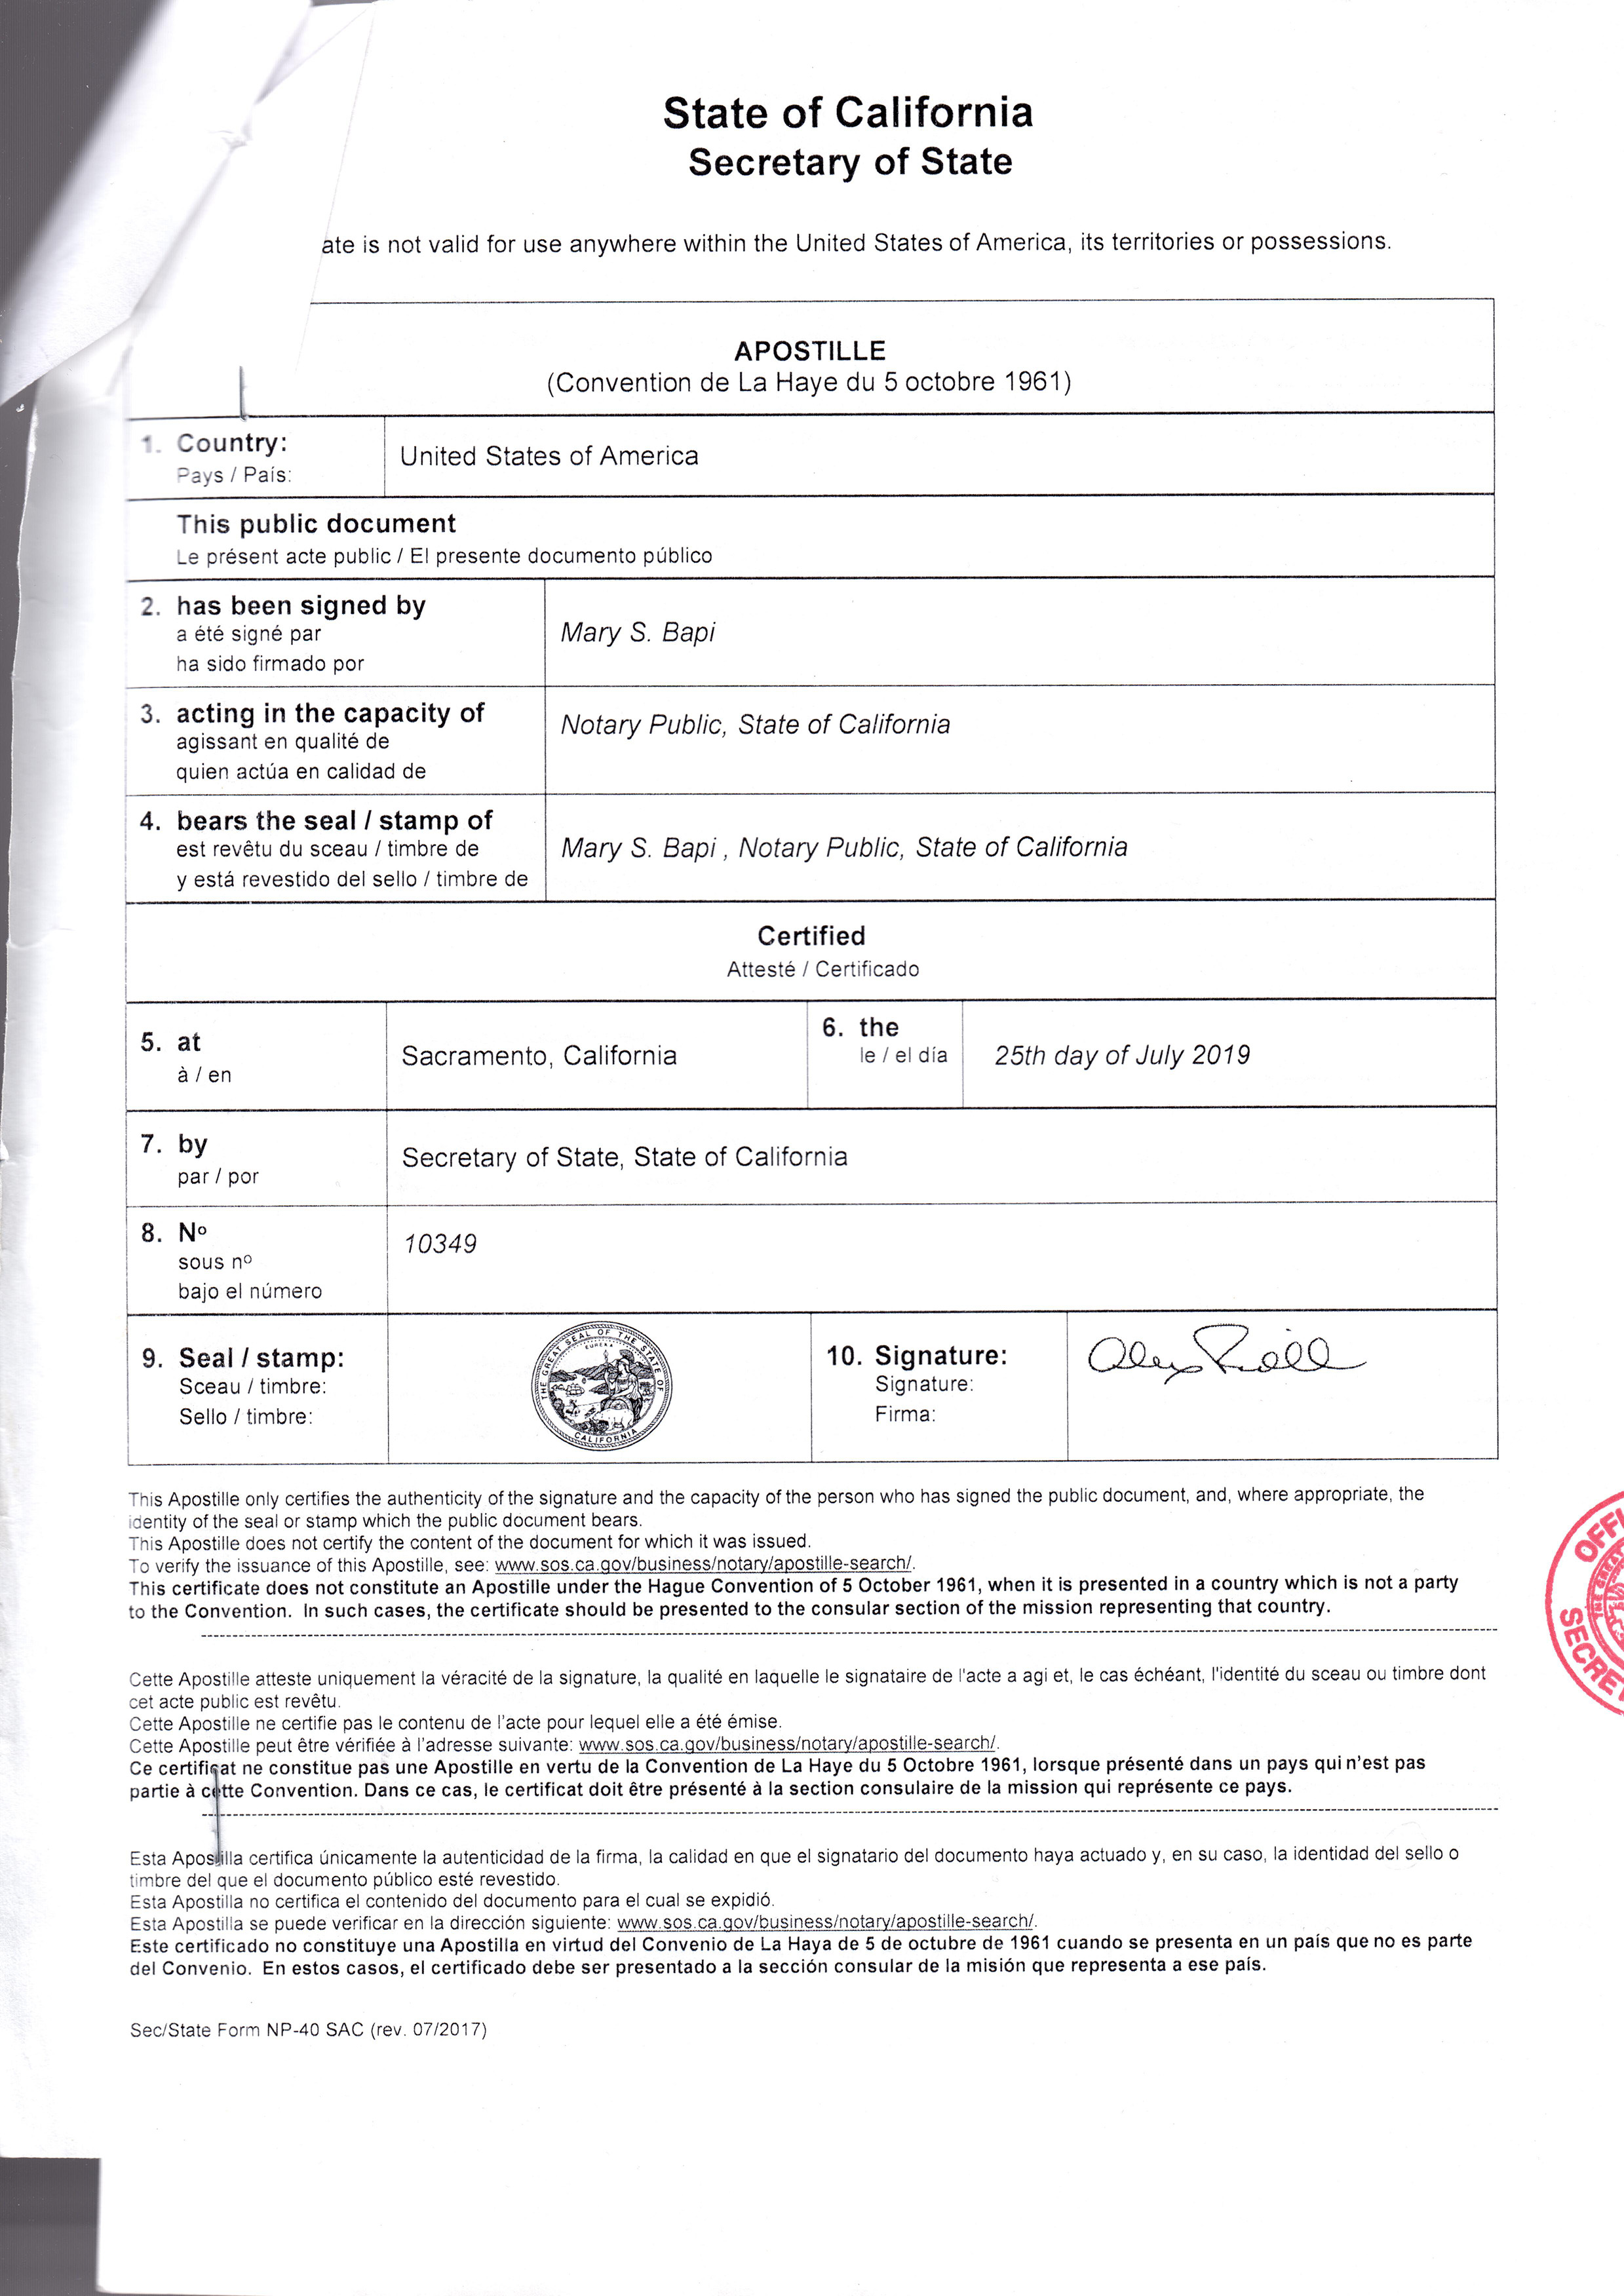 State of California
Secretary of State
ate is not valid for use anywhere within the United States of America, its territories or possessions.
APOSTILLE
(Convention de La Haye du 5 octobre 1961)
1. Country:
Pays / País:
United States of America
This public document
Le présent acte public / El presente documento público
2. has been signed by
a été signé par
ha sido firmado por
Mary S. Bapi
3. acting in the capacity of
agissant en qualité de
quien actúa en calidad de
Notary Public, State of California
4. bears the seal / stamp of
est revêtu du sceau / timbre de
y está revestido del sello / timbre de
Mary S. Bapi , Notary Public, State of California
Certified
Attesté / Certificado
5. at
à / en
Sacramento, California
6. the
le / el día
25th day of July 2019
7. by
par / por
Secretary of State, State of California
8. Nº
sous nº
bajo el número
10349
9. Seal / stamp:
Sceau / timbre:
Sello / timbre:
THE GREAT SEAL OF THE STATE OF CALIFORNIA
EUREKA
10. Signature:
Signature:
Firma:
This Apostille only certifies the authenticity of the signature and the capacity of the person who has signed the public document, and, where appropriate, the
identity of the seal or stamp which the public document bears.
This Apostille does not certify the content of the document for which it was issued.
To verify the issuance of this Apostille, see: www.sos.ca.gov/business/notary/apostille-search/.
This certificate does not constitute an Apostille under the Hague Convention of 5 October 1961, when it is presented in a country which is not a party
to the Convention. In such cases, the certificate should be presented to the consular section of the mission representing that country.
OFFI
SECRET
Cette Apostille atteste uniquement la véracité de la signature, la qualité en laquelle le signataire de l'acte a agi et, le cas échéant, l'identité du sceau ou timbre dont
cet acte public est revêtu.
Cette Apostille ne certifie pas le contenu de l'acte pour lequel elle a été émise.
Cette Apostille peut être vérifiée à l'adresse suivante: www.sos.ca.gov/business/notary/apostille-search/.
Ce certificat ne constitue pas une Apostille en vertu de la Convention de La Haye du 5 Octobre 1961, lorsque présenté dans un pays qui n'est pas
partie à cette Convention. Dans ce cas, le certificat doit être présenté à la section consulaire de la mission qui représente ce pays.
Esta Apostilla certifica únicamente la autenticidad de la firma, la calidad en que el signatario del documento haya actuado y, en su caso, la identidad del sello o
timbre del que el documento público esté revestido.
Esta Apostilla no certifica el contenido del documento para el cual se expidió.
Esta Apostilla se puede verificar en la dirección siguiente: www.sos.ca.gov/business/notary/apostille-search/.
Este certificado no constituye una Apostilla en virtud del Convenio de La Haya de 5 de octubre de 1961 cuando se presenta en un país que no es parte
del Convenio. En estos casos, el certificado debe ser presentado a la sección consular de la misión que representa a ese país.
Sec/State Form NP-40 SAC (rev. 07/2017)